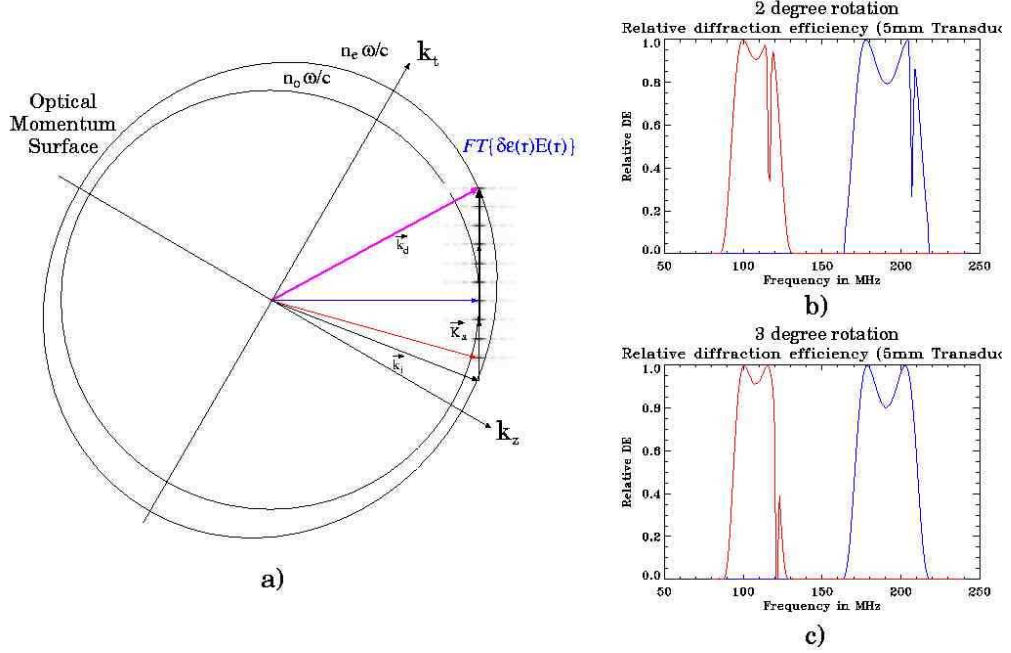 n_e ω/c
k_t
n_o ω/c
Optical
Momentum
Surface
FT{δε(r)E(r)}
k_d
K_a
k_i
k_z
a)
2 degree rotation
Relative diffraction efficiency (5mm Transduc
1.0
0.8
0.6
0.4
0.2
0.0
Relative DE
50 100 150 200 250
Frequency in MHz
b)
3 degree rotation
Relative diffraction efficiency (5mm Transduc
1.0
0.8
0.6
0.4
0.2
0.0
Relative DE
50 100 150 200 250
Frequency in MHz
c)